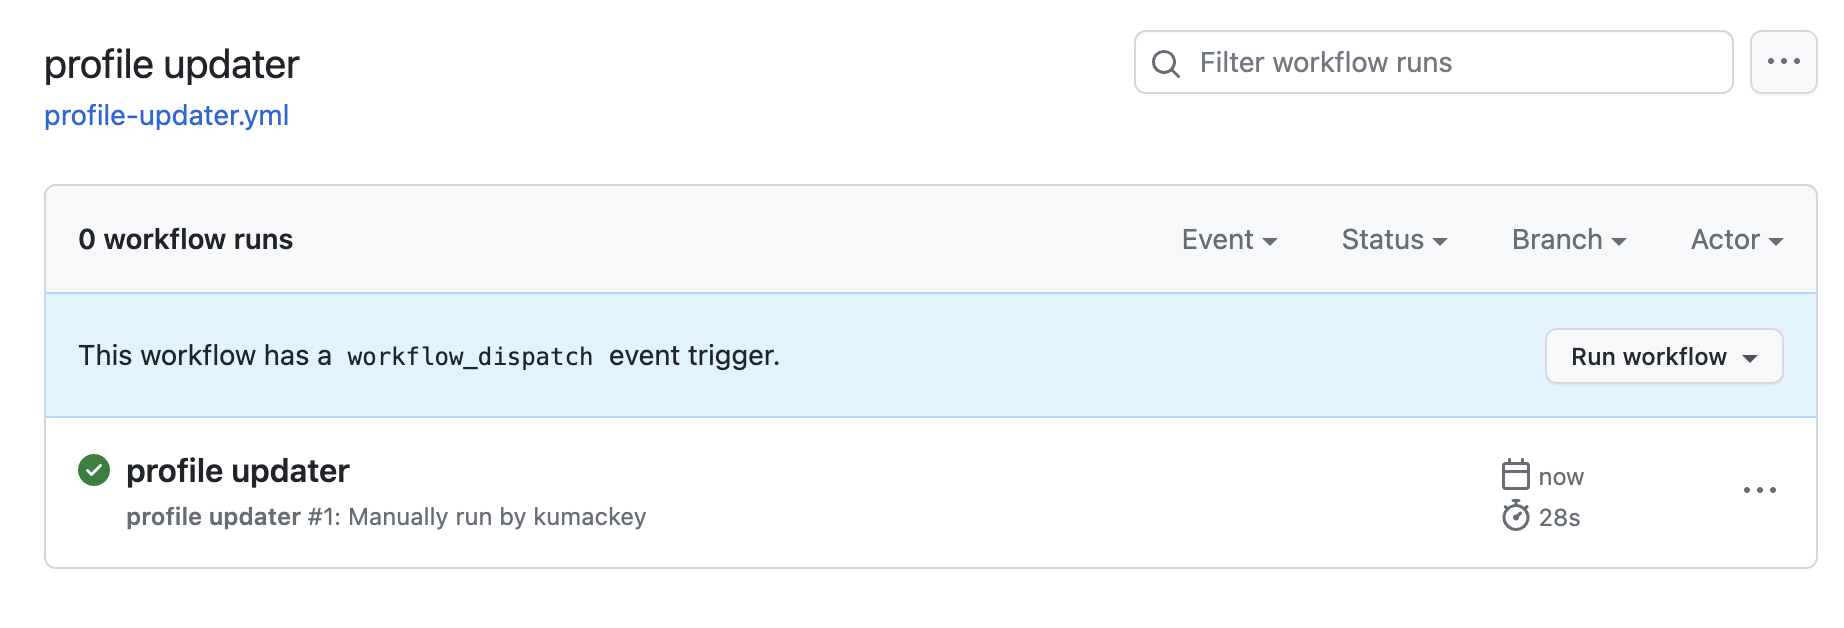 profile updater
profile-updater.yml
Filter workflow runs
0 workflow runs
Event
Status
Branch
Actor
This workflow has a workflow_dispatch event trigger.
Run workflow
profile updater
profile updater #1: Manually run by kumackey
now
28s